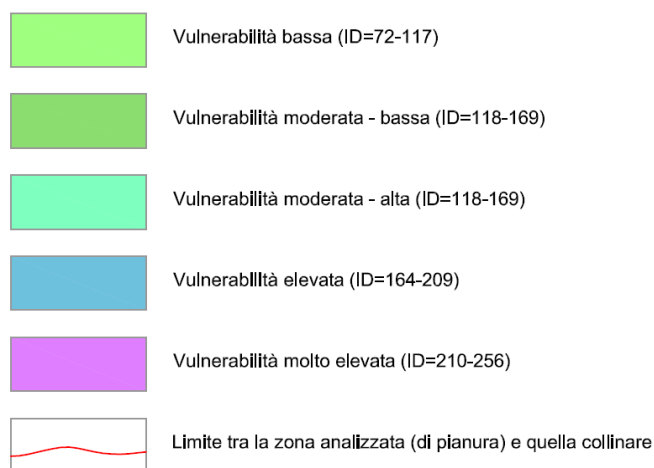 Vulnerabilità bassa (ID=72-117)
Vulnerabilità moderata - bassa (ID=118-169)
Vulnerabilità moderata - alta (ID=118-169)
Vulnerabilità elevata (ID=164-209)
Vulnerabilità molto elevata (ID=210-256)
Limite tra la zona analizzata (di pianura) e quella collinare